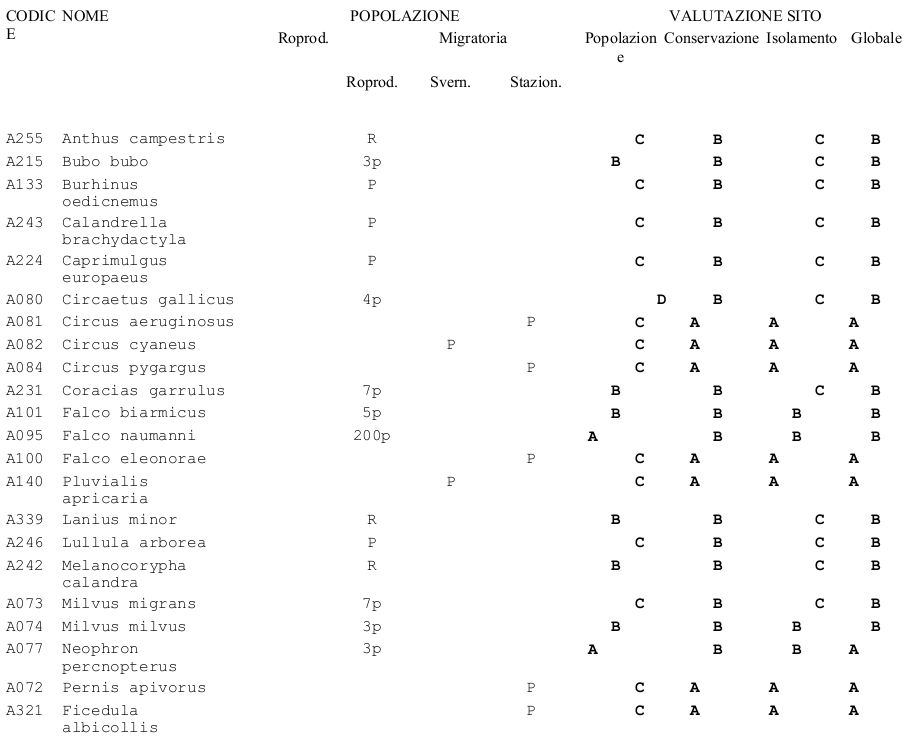 CODIC NOME POPOLAZIONE VALUTAZIONE SITO
E
Roprod. Migratoria Popolazion Conservazione Isolamento Globale
e
Roprod. Svern. Stazion.
A255 Anthus campestris R C B C B
A215 Bubo bubo 3p B B C B
A133 Burhinus P C B C B
oedicnemus
A243 Calandrella P C B C B
brachydactyla
A224 Caprimulgus P C B C B
europaeus
A080 Circaetus gallicus 4p D B C B
A081 Circus aeruginosus P C A A A
A082 Circus cyaneus P C A A A
A084 Circus pygargus P C A A A
A231 Coracias garrulus 7p B B C B
A101 Falco biarmicus 5p B B B B
A095 Falco naumanni 200p A B B B
A100 Falco eleonorae P C A A A
A140 Pluvialis P C A A A
apricaria
A339 Lanius minor R B B C B
A246 Lullula arborea P C B C B
A242 Melanocorypha R B B C B
calandra
A073 Milvus migrans 7p C B C B
A074 Milvus milvus 3p B B B B
A077 Neophron 3p A B B A
percnopterus
A072 Pernis apivorus P C A A A
A321 Ficedula P C A A A
albicollis